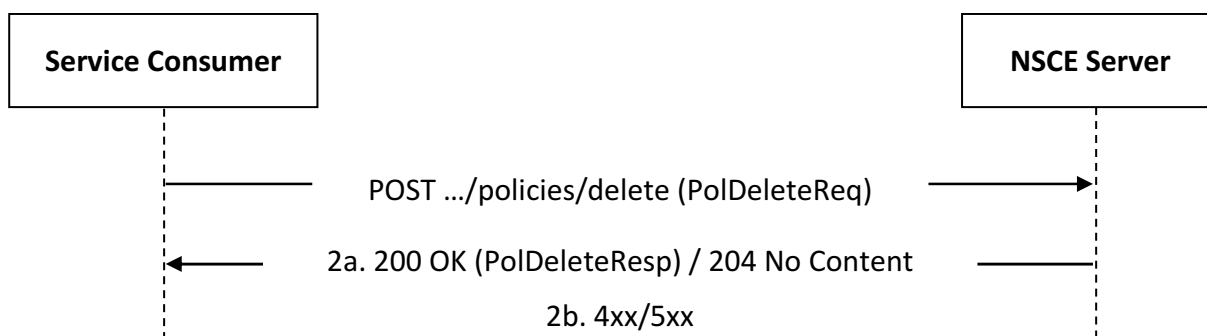 Service Consumer
NSCE Server
POST …/policies/delete (PolDeleteReq)
2a. 200 OK (PolDeleteResp) / 204 No Content
2b. 4xx/5xx